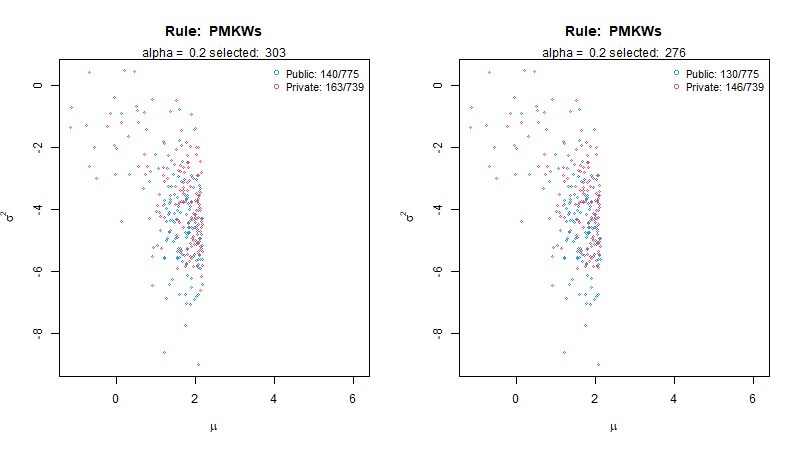 Rule:  PMKWs
alpha =  0.2 selected:  303
Public: 140/775
Private: 163/739
0
-2
-4
-6
-8
σ²
0
2
4
6
μ
Rule:  PMKWs
alpha =  0.2 selected:  276
Public: 130/775
Private: 146/739
0
-2
-4
-6
-8
σ²
0
2
4
6
μ